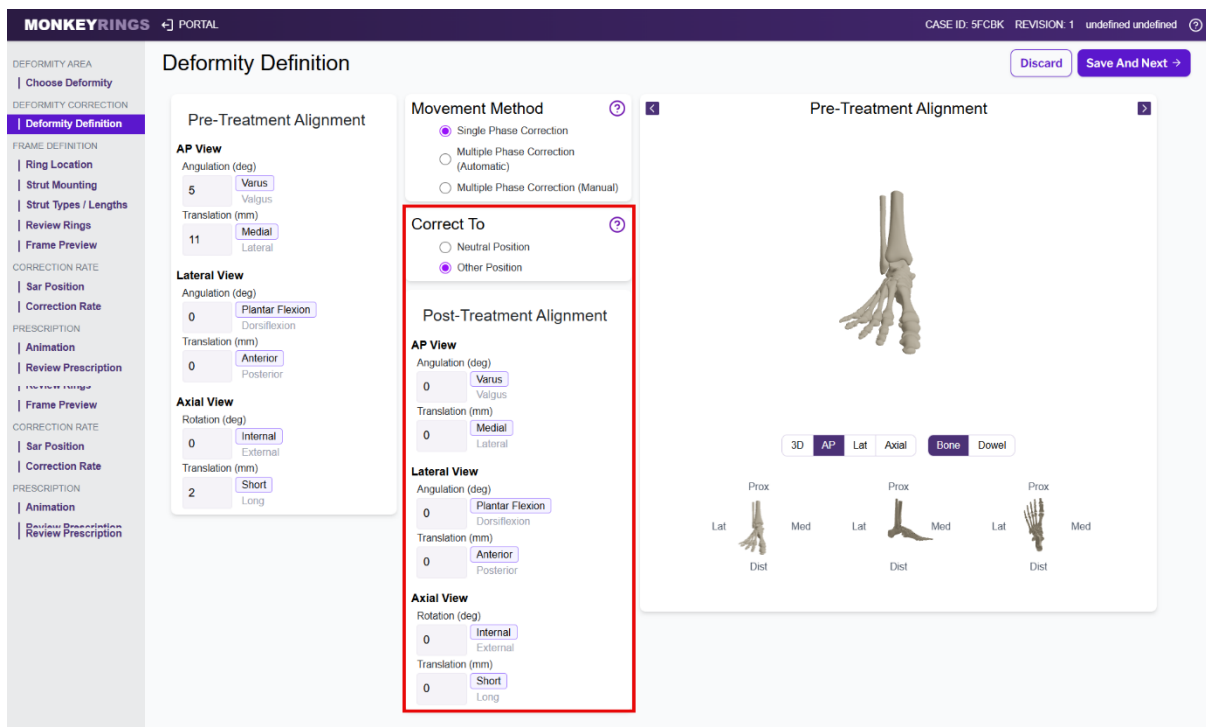 MONKEYRINGS PORTAL CASE ID: 5FCBK REVISION: 1 undefined undefined ?
DEFORMITY AREA
Choose Deformity
DEFORMITY CORRECTION
Deformity Definition
FRAME DEFINITION
Ring Location
Strut Mounting
Strut Types / Lengths
Review Rings
Frame Preview
CORRECTION RATE
Sar Position
Correction Rate
PRESCRIPTION
Animation
Review Prescription
Review Rings
Frame Preview
CORRECTION RATE
Sar Position
Correction Rate
PRESCRIPTION
Animation
Review Prescription
Review Prescription
Deformity Definition
Discard
Save And Next →
Pre-Treatment Alignment
AP View
Angulation (deg)
5 Varus
Valgus
Translation (mm)
11 Medial
Lateral
Lateral View
Angulation (deg)
0 Plantar Flexion
Dorsiflexion
Translation (mm)
0 Anterior
Posterior
Axial View
Rotation (deg)
0 Internal
External
Translation (mm)
2 Short
Long
Movement Method ?
Single Phase Correction
Multiple Phase Correction
(Automatic)
Multiple Phase Correction (Manual)
Correct To ?
Neutral Position
Other Position
Post-Treatment Alignment
AP View
Angulation (deg)
0 Varus
Valgus
Translation (mm)
0 Medial
Lateral
Lateral View
Angulation (deg)
0 Plantar Flexion
Dorsiflexion
Translation (mm)
0 Anterior
Posterior
Axial View
Rotation (deg)
0 Internal
External
Translation (mm)
0 Short
Long
Pre-Treatment Alignment
3D AP Lat Axial Bone Dowel
Prox Prox Prox
Lat Med Lat Med Lat Med
Dist Dist Dist